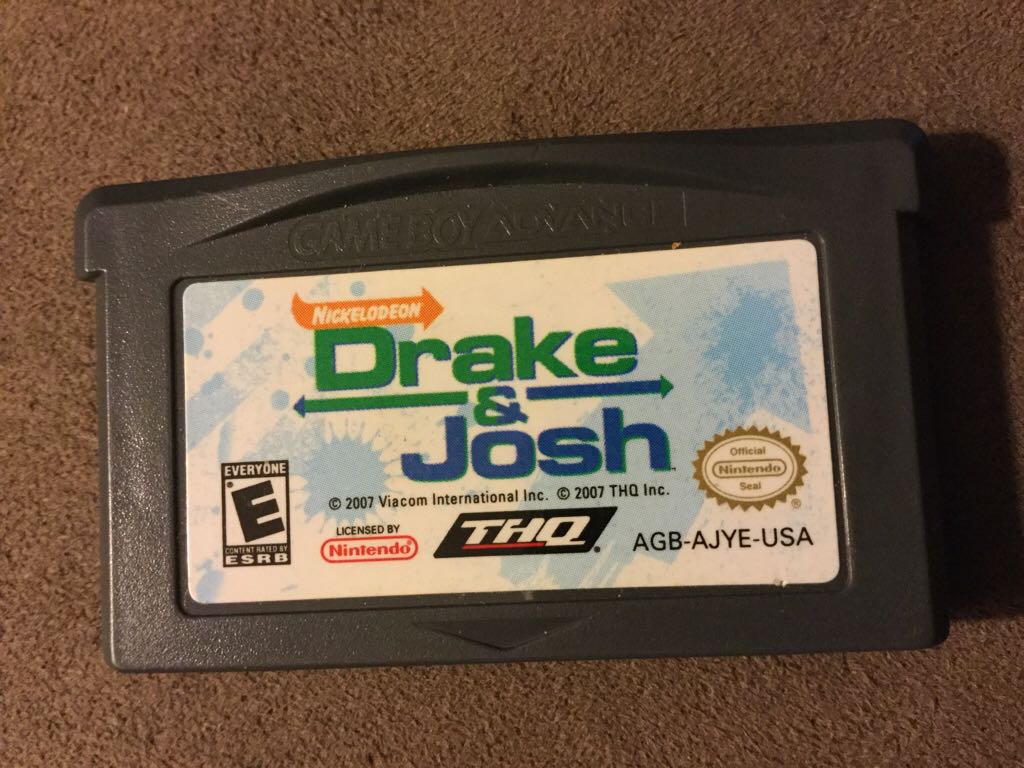 GAME BOY ADVANCE
NICKELODEON
Drake
&
Josh
™
EVERYONE
E
CONTENT RATED BY
ESRB
© 2007 Viacom International Inc. © 2007 THQ Inc.
LICENSED BY
Nintendo®
THQ®
Official
Nintendo
Seal
®
AGB-AJYE-USA